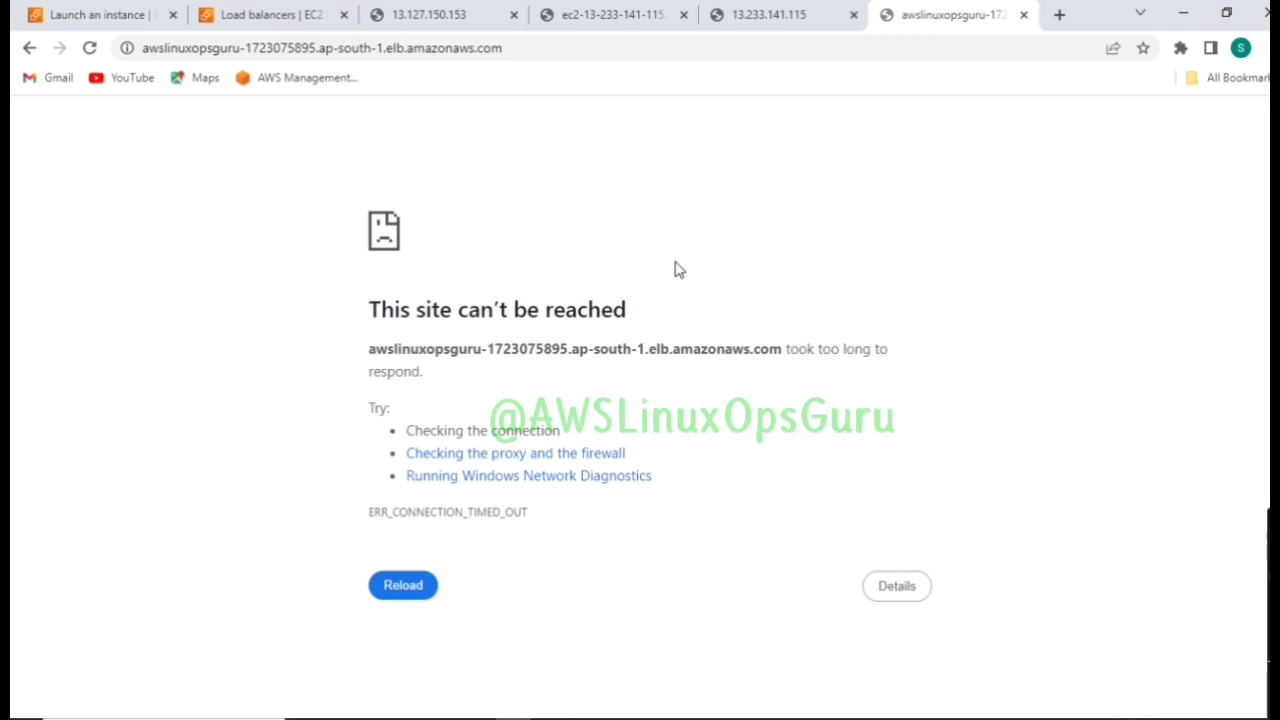 Launch an instance |
Load balancers | EC2
13.127.150.153
ec2-13-233-141-115.
13.233.141.115
awslinuxopsguru-172
awslinuxopsguru-1723075895.ap-south-1.elb.amazonaws.com
S
Gmail
YouTube
Maps
AWS Management...
All Bookmark
This site can't be reached
awslinuxopsguru-1723075895.ap-south-1.elb.amazonaws.com took too long to
respond.
Try:
@AWSLinuxOpsGuru
• Checking the connection
• Checking the proxy and the firewall
• Running Windows Network Diagnostics
ERR_CONNECTION_TIMED_OUT
Reload
Details